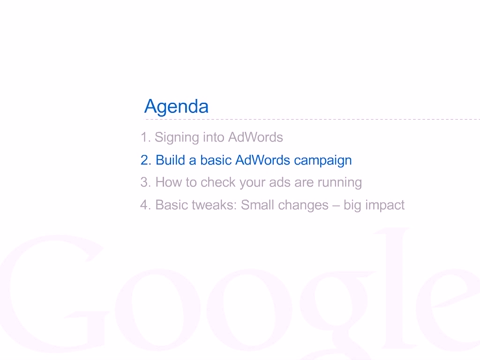 Agenda
1. Signing into AdWords
2. Build a basic AdWords campaign
3. How to check your ads are running
4. Basic tweaks: Small changes – big impact
Google